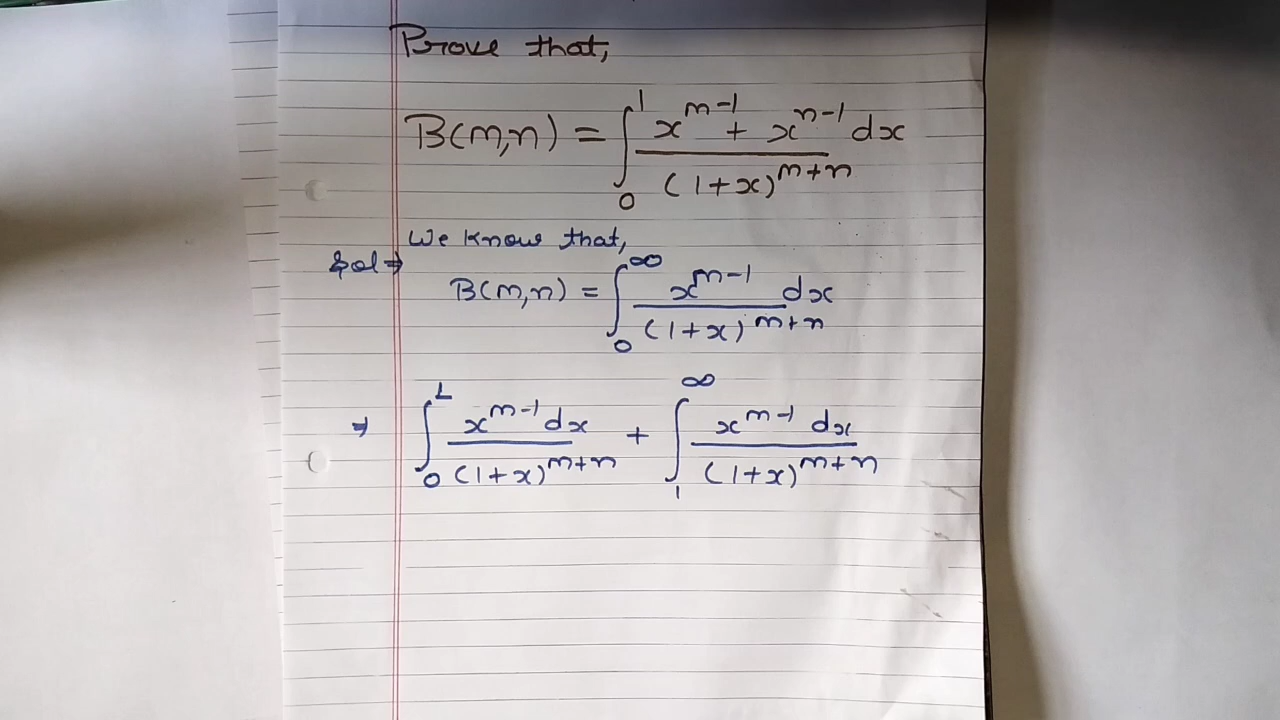 Prove that,
B(m,n) = ∫₀¹ (x^(m-1) + x^(n-1))/(1+x)^(m+n) dx
We know that,
Sol ⇒
B(m,n) = ∫₀^∞ x^(m-1)/(1+x)^(m+n) dx
⇒ ∫₀¹ x^(m-1) dx/(1+x)^(m+n) + ∫₁^∞ x^(m-1) dx/(1+x)^(m+n)